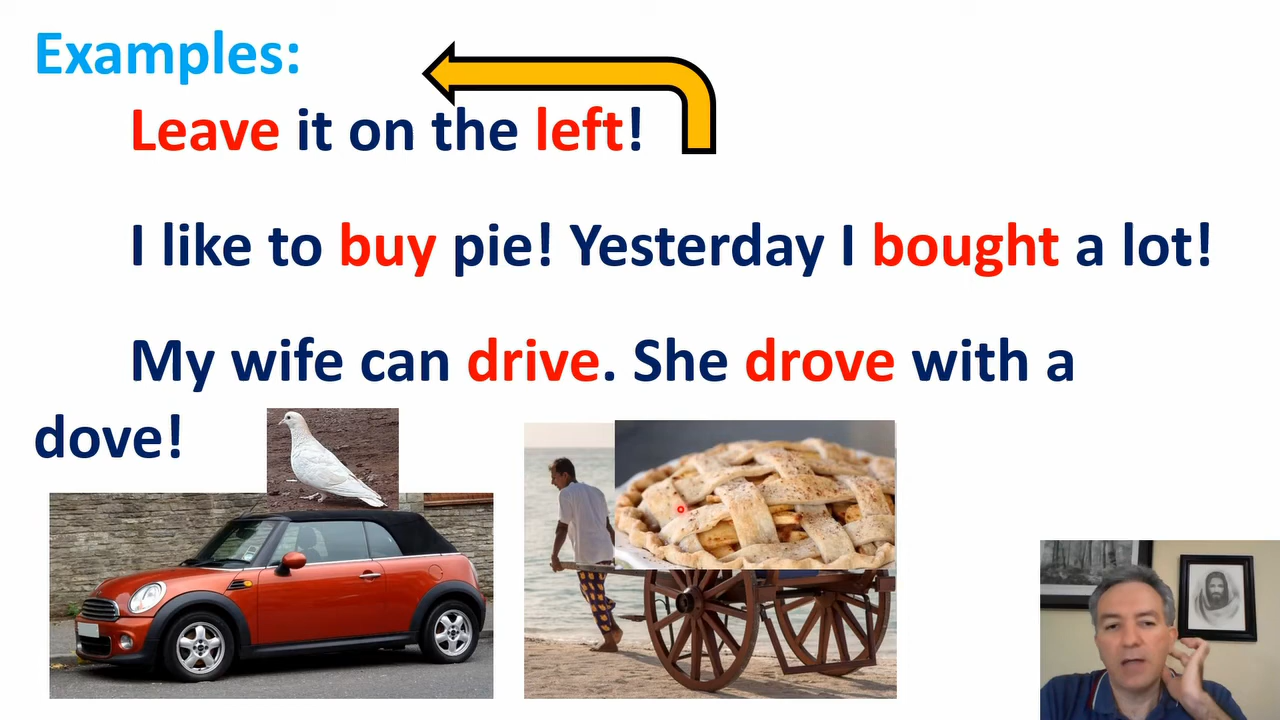 Examples:
Leave it on the left!
I like to buy pie! Yesterday I bought a lot!
My wife can drive. She drove with a
dove!